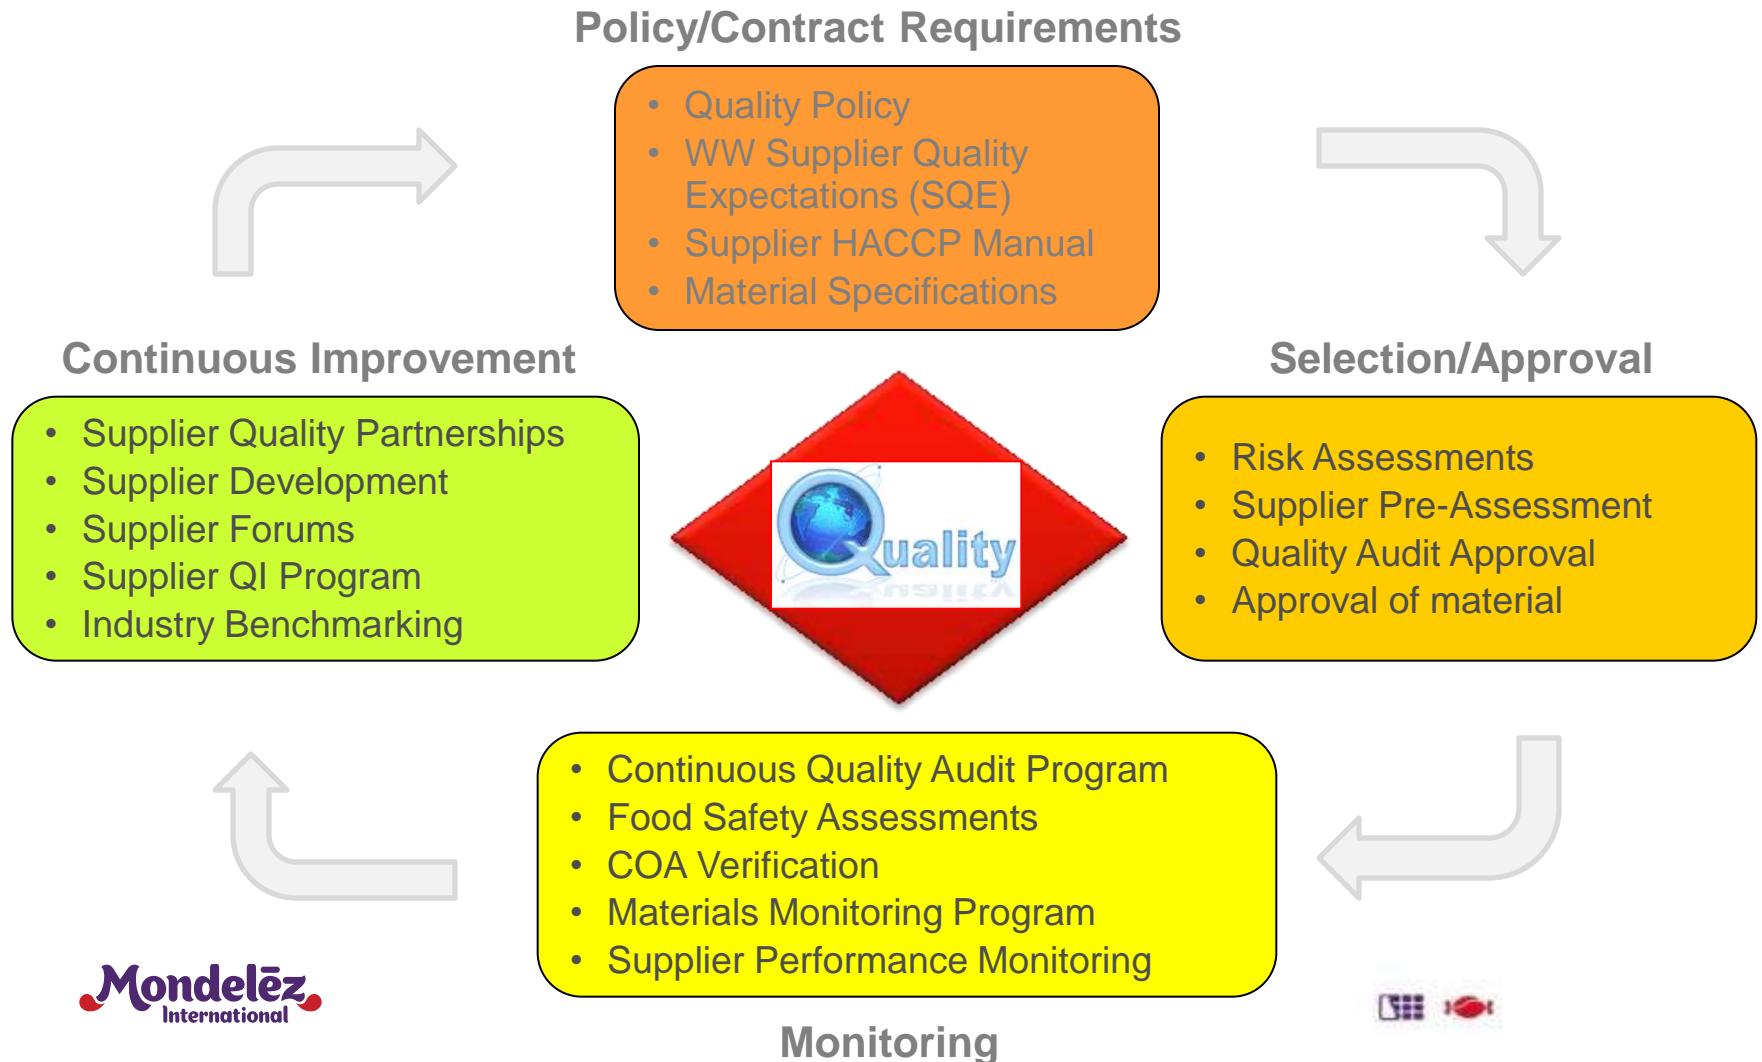 Policy/Contract Requirements
• Quality Policy
• WW Supplier Quality
Expectations (SQE)
• Supplier HACCP Manual
• Material Specifications
Continuous Improvement
• Supplier Quality Partnerships
• Supplier Development
• Supplier Forums
• Supplier QI Program
• Industry Benchmarking
Quality
Selection/Approval
• Risk Assessments
• Supplier Pre-Assessment
• Quality Audit Approval
• Approval of material
• Continuous Quality Audit Program
• Food Safety Assessments
• COA Verification
• Materials Monitoring Program
• Supplier Performance Monitoring
Monitoring
Mondelēz
International